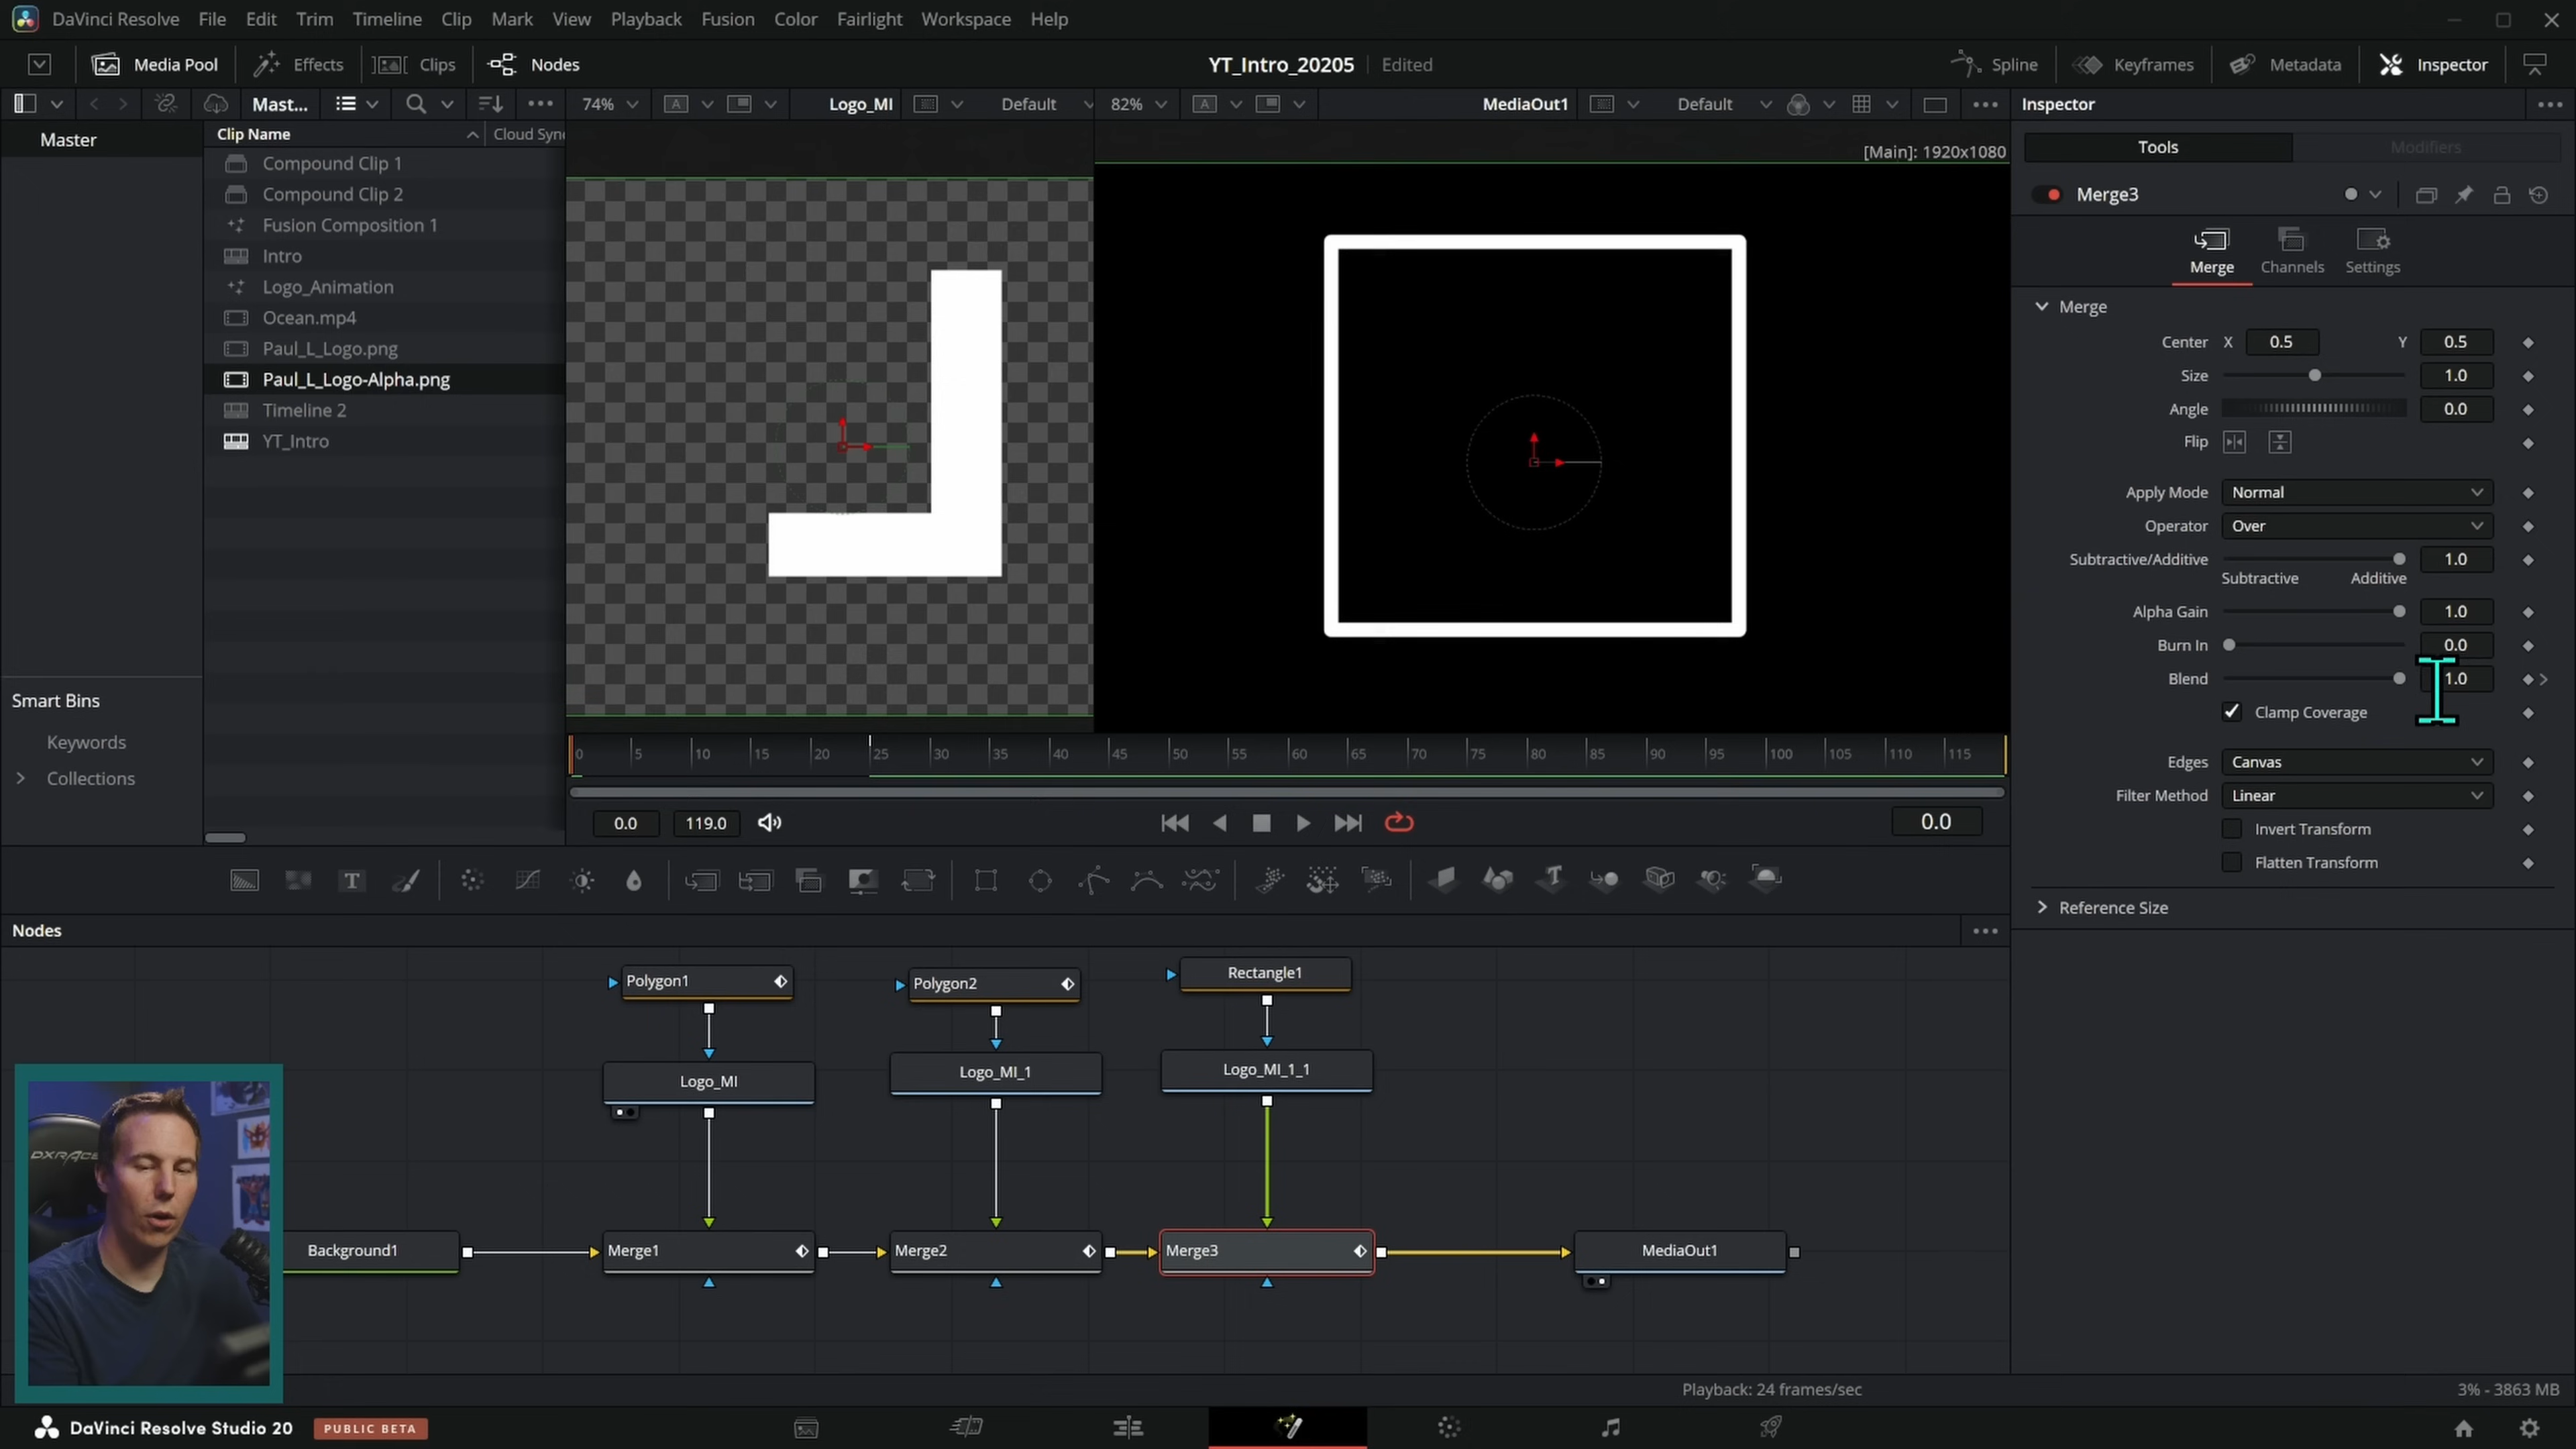 DaVinci Resolve File Edit Trim Timeline Clip Mark View Playback Fusion Color Fairlight Workspace Help
Media Pool Effects Clips Nodes YT_Intro_20205 Edited Spline Keyframes Metadata Inspector
Mast... 74% A Logo_MI Default 82% A MediaOut1 Default Inspector
Master
Clip Name Cloud Sync
Compound Clip 1
Compound Clip 2
Fusion Composition 1
Intro
Logo_Animation
Ocean.mp4
Paul_L_Logo.png
Paul_L_Logo-Alpha.png
Timeline 2
YT_Intro
Smart Bins
Keywords
Collections
[Main]: 1920x1080
0 5 10 15 20 25 30 35 40 45 50 55 60 65 70 75 80 85 90 95 100 105 110 115
0.0 119.0 0.0
T
Tools Modifiers
Merge3
Merge Channels Settings
Merge
Center X 0.5 Y 0.5
Size 1.0
Angle 0.0
Flip
Apply Mode Normal
Operator Over
Subtractive/Additive 1.0
Subtractive Additive
Alpha Gain 1.0
Burn In 0.0
Blend 1.0
Clamp Coverage
Edges Canvas
Filter Method Linear
Invert Transform
Flatten Transform
Reference Size
Nodes
Polygon1 Polygon2 Rectangle1
Logo_MI Logo_MI_1 Logo_MI_1_1
Background1 Merge1 Merge2 Merge3 MediaOut1
DXRACE
Playback: 24 frames/sec 3% - 3863 MB
DaVinci Resolve Studio 20 PUBLIC BETA